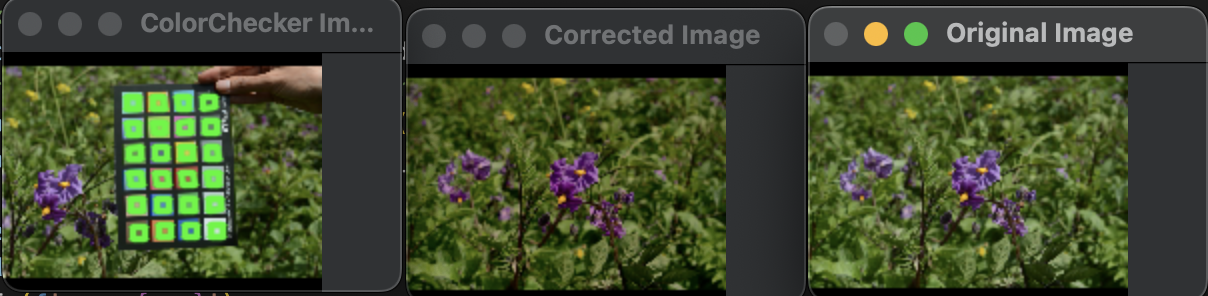 ColorChecker Im...
Corrected Image
Original Image